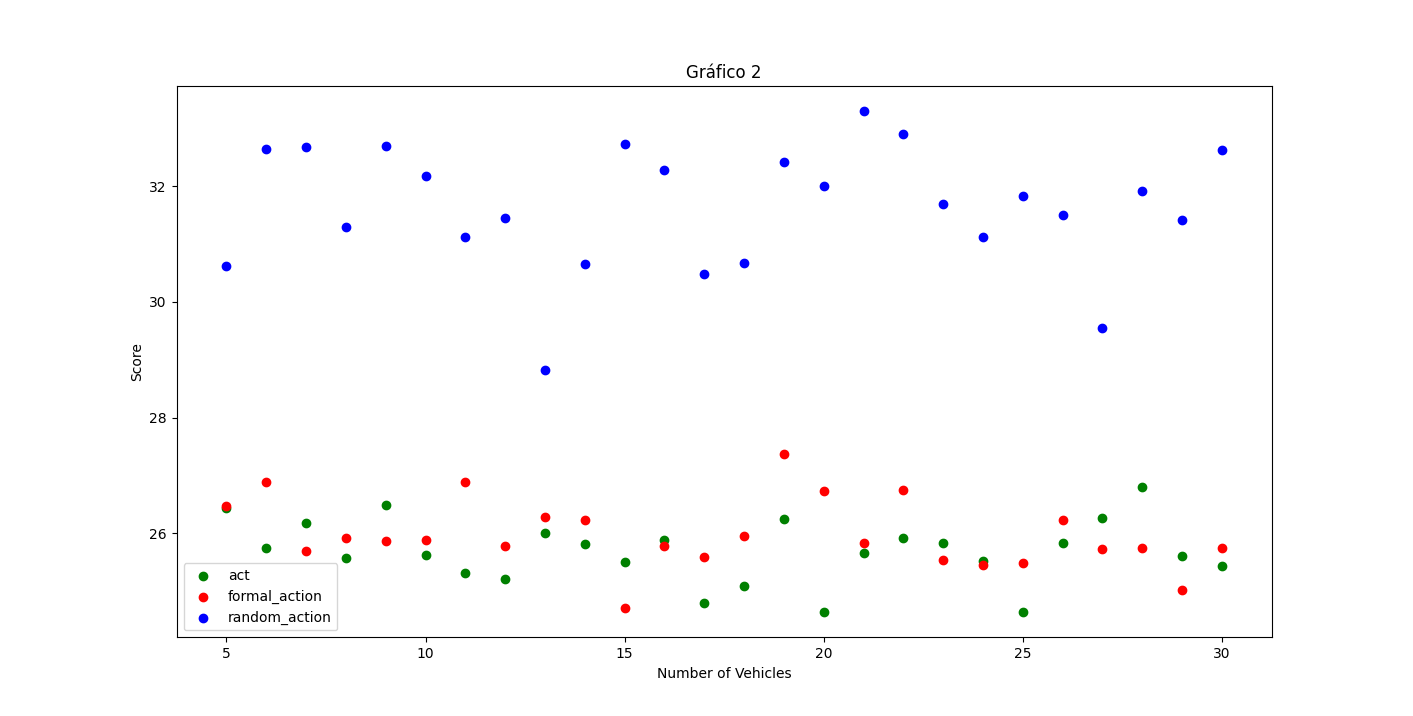 Gráfico 2
Score
32
30
28
26
act
formal_action
random_action
5 10 15 20 25 30
Number of Vehicles